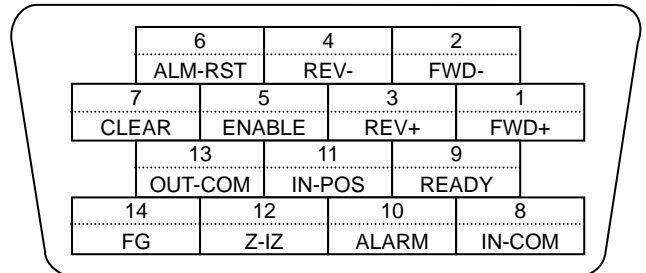 6 4 2
ALM-RST REV- FWD-
7 5 3 1
CLEAR ENABLE REV+ FWD+
13 11 9
OUT-COM IN-POS READY
14 12 10 8
FG Z-IZ ALARM IN-COM